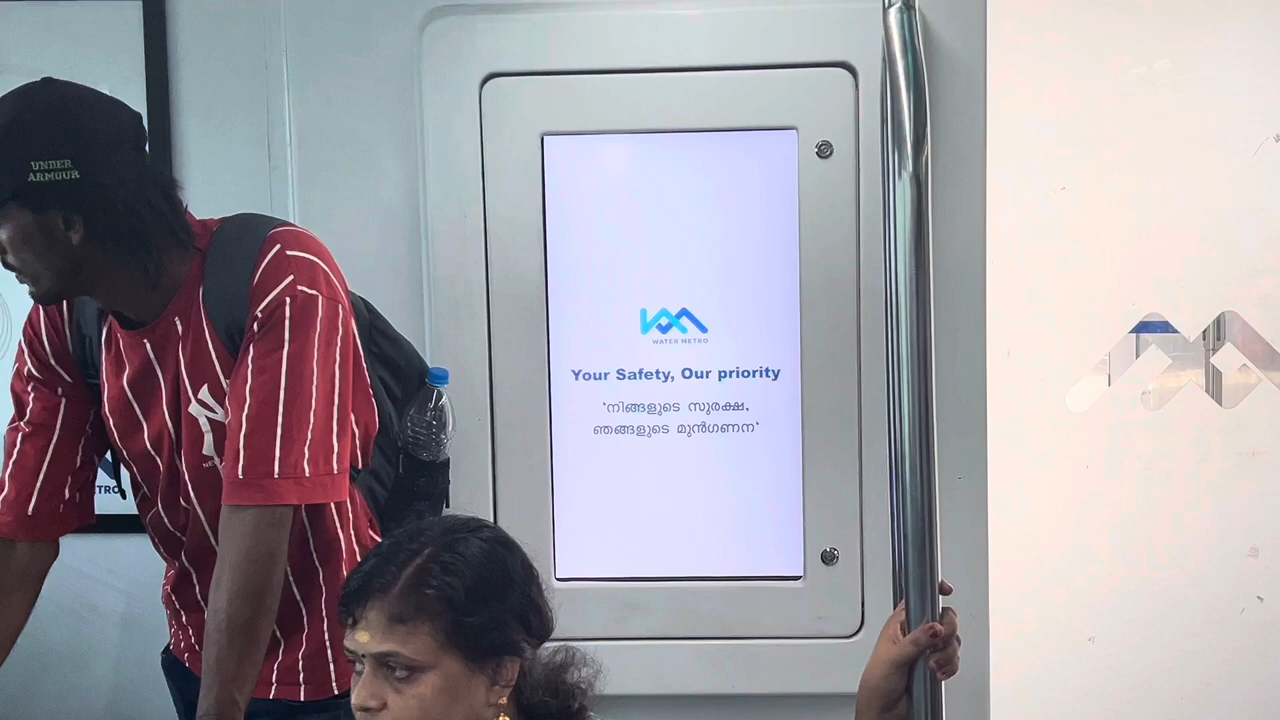 UNDER
ARMOUR
WATER METRO
Your Safety, Our priority
‘നിങ്ങളുടെ സുരക്ഷ,
ഞങ്ങളുടെ മുൻഗണന‘